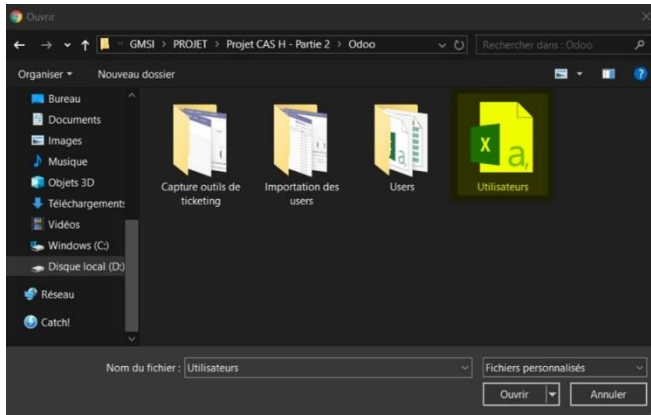 Ouvrir
GMSI > PROJET > Projet CAS H - Partie 2 > Odoo
Rechercher dans : Odoo
Organiser
Nouveau dossier
Bureau
Documents
Images
Musique
Objets 3D
Téléchargements
Vidéos
Windows (C:)
Disque local (D:)
Réseau
Catch!
Capture outils de
ticketing
Importation des
users
Users
Utilisateurs
Nom du fichier :
Utilisateurs
Fichiers personnalisés
Ouvrir
Annuler